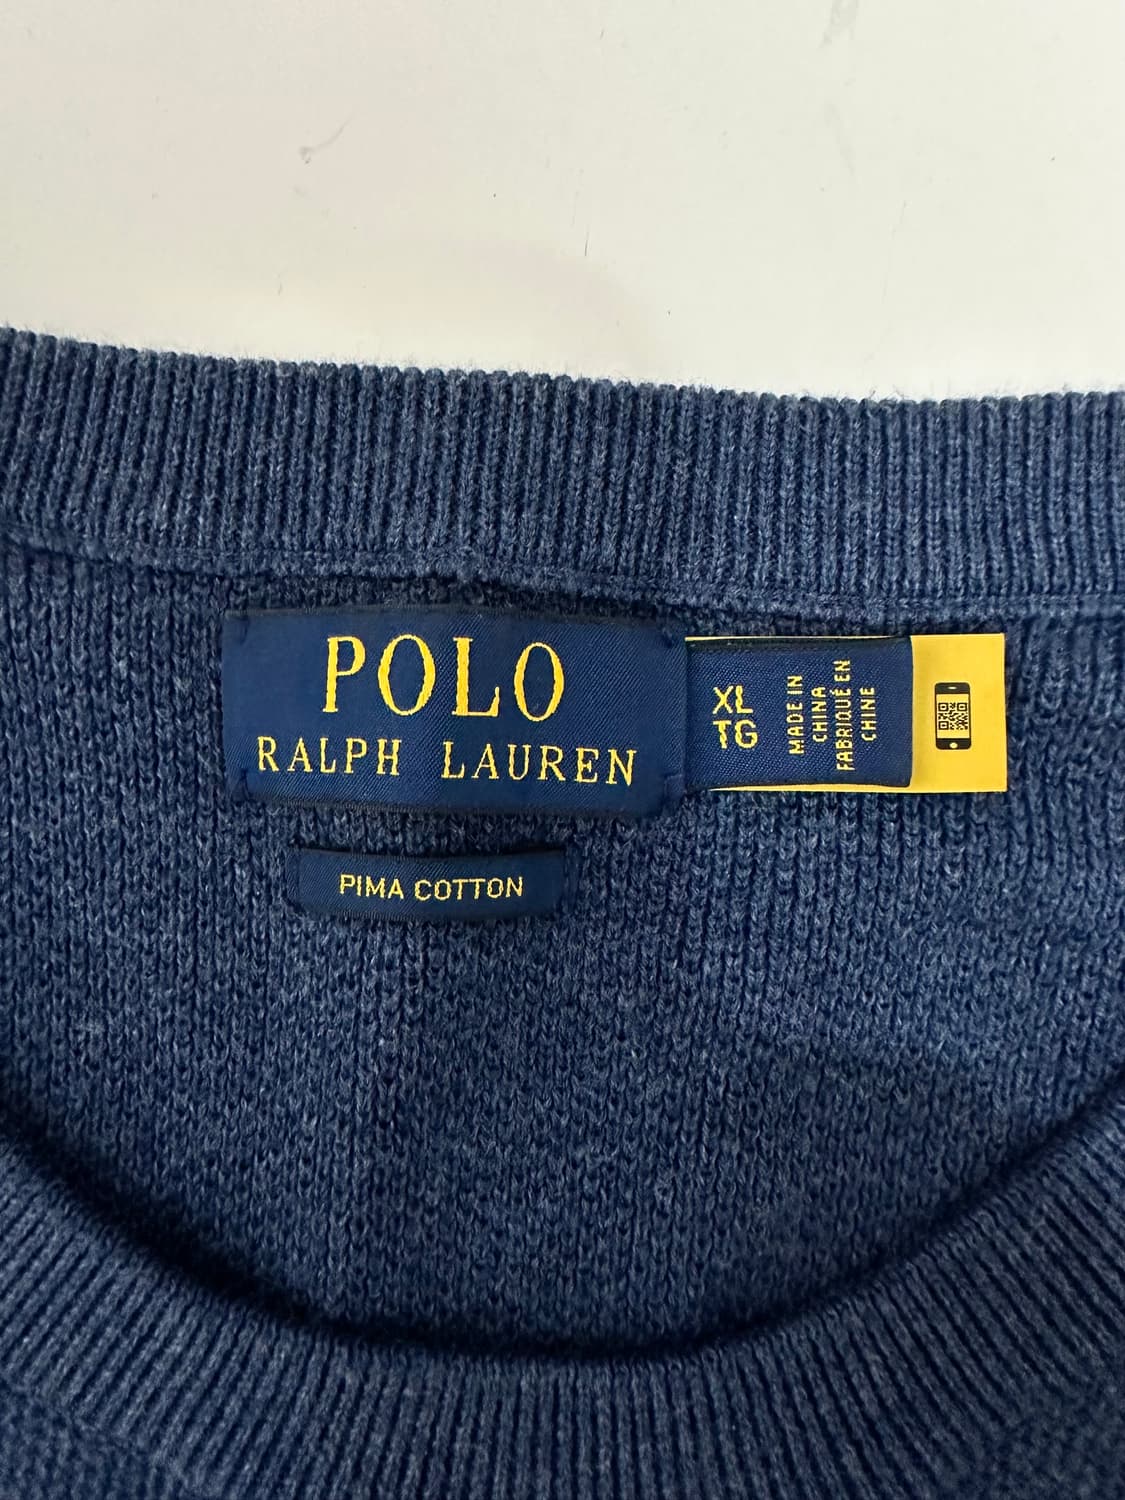 POLO
RALPH LAUREN
XL
TG
MADE IN
CHINA
FABRIQUÉ EN
CHINE
PIMA COTTON